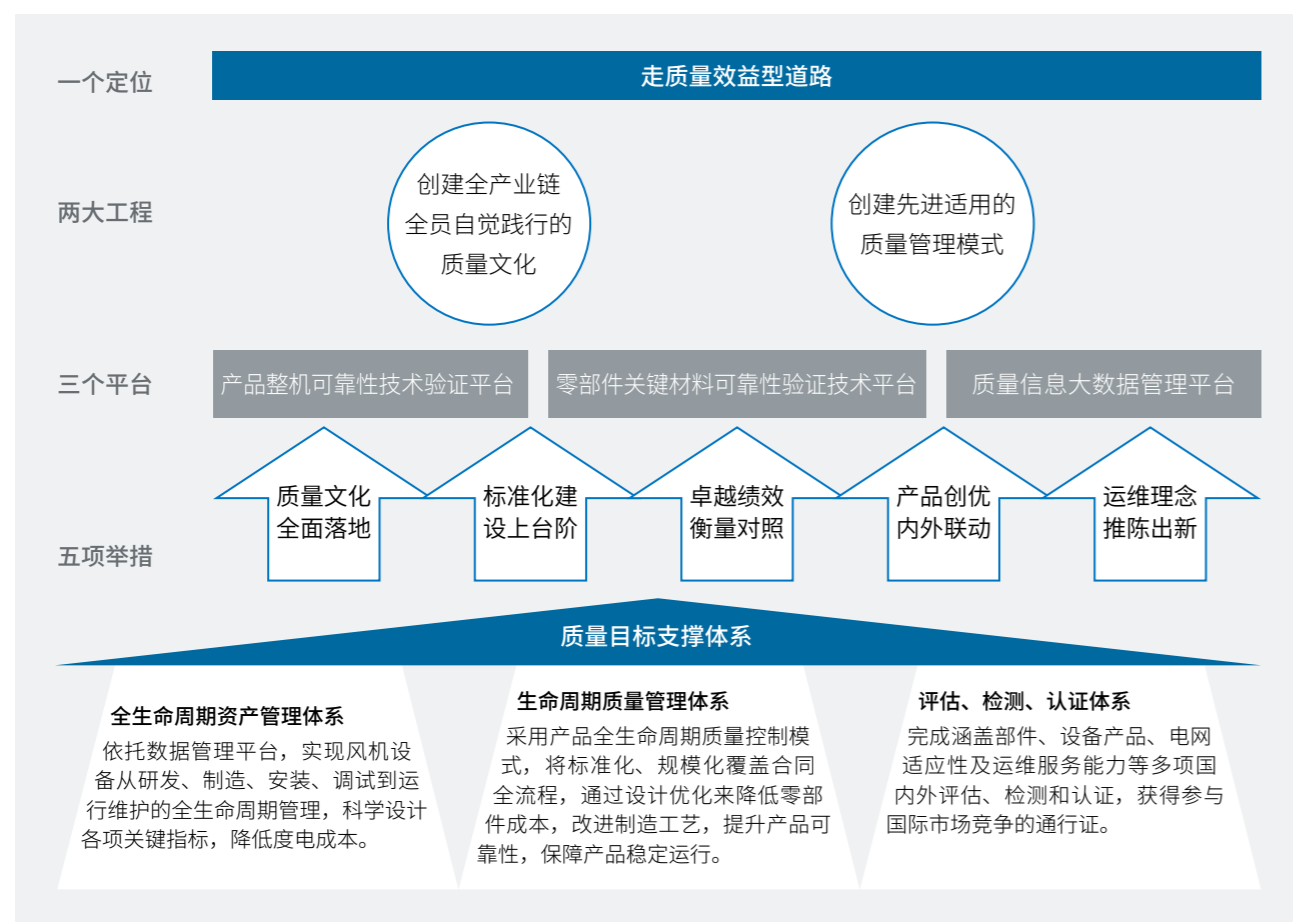 一个定位
走质量效益型道路
两大工程
创建全产业链
全员自觉践行的
质量文化
创建先进适用的
质量管理模式
三个平台
产品整机可靠性技术验证平台
零部件关键材料可靠性验证技术平台
质量信息大数据管理平台
五项举措
质量文化
全面落地
标准化建
设上台阶
卓越绩效
衡量对照
产品创优
内外联动
运维理念
推陈出新
质量目标支撑体系
全生命周期资产管理体系
依托数据管理平台，实现风机设
备从研发、制造、安装、调试到运
行维护的全生命周期管理，科学设计
各项关键指标，降低度电成本。
生命周期质量管理体系
采用产品全生命周期质量控制模
式，将标准化、规模化覆盖合同
全流程，通过设计优化来降低零部
件成本，改进制造工艺，提升产品可
靠性，保障产品稳定运行。
评估、检测、认证体系
完成涵盖部件、设备产品、电网
适应性及运维服务能力等多项国
内外评估、检测和认证，获得参与
国际市场竞争的通行证。